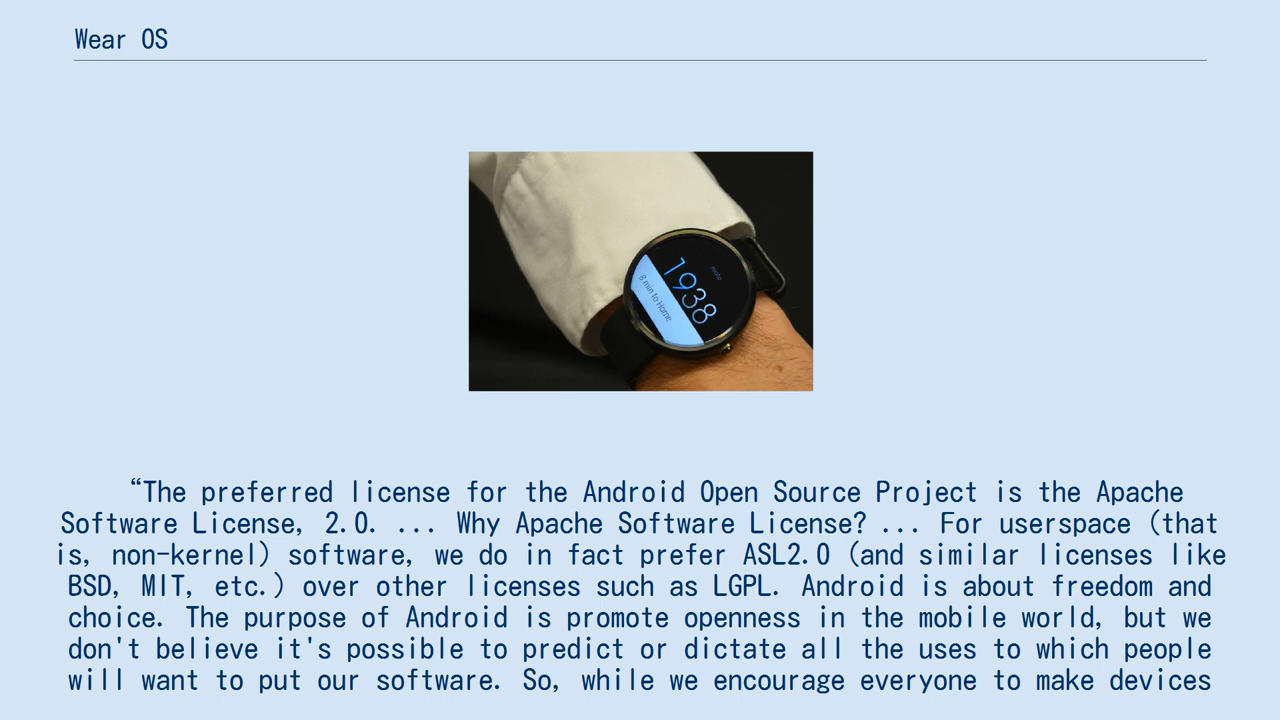 Wear OS
moto
1938
8 min to Home
“The preferred license for the Android Open Source Project is the Apache
Software License, 2.0. ... Why Apache Software License? ... For userspace (that
is, non-kernel) software, we do in fact prefer ASL2.0 (and similar licenses like
BSD, MIT, etc.) over other licenses such as LGPL. Android is about freedom and
choice. The purpose of Android is promote openness in the mobile world, but we
don't believe it's possible to predict or dictate all the uses to which people
will want to put our software. So, while we encourage everyone to make devices